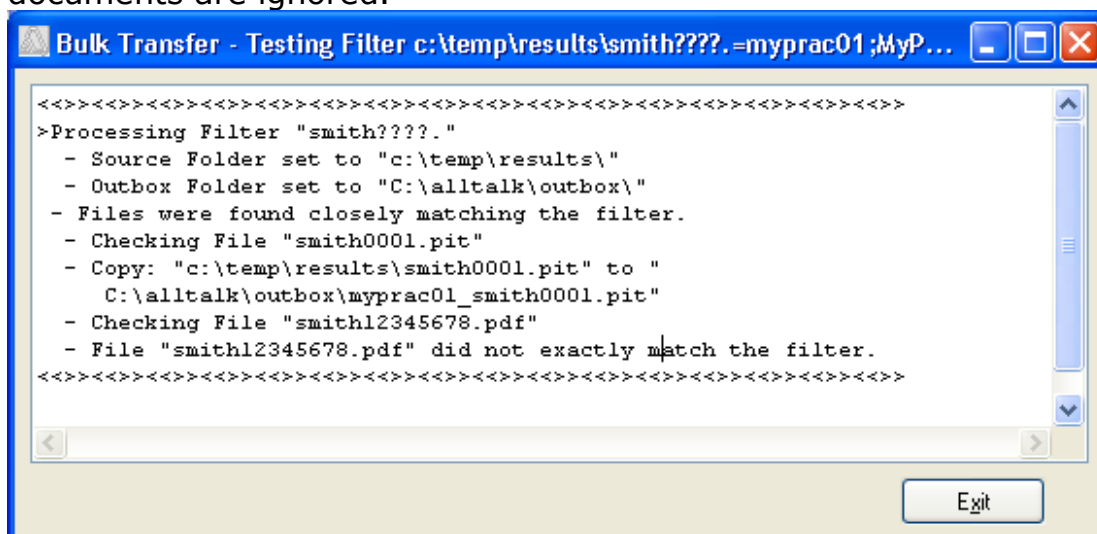 documents are ignored.
Bulk Transfer - Testing Filter c:\temp\results\smith????.=myprac01;MyP...
<<>><<>><<>><<>><<>><<>><<>><<>><<>><<>><<>><<>><<>><<>><<>><<>>
>Processing Filter "smith????."
- Source Folder set to "c:\temp\results\"
- Outbox Folder set to "C:\alltalk\outbox\"
- Files were found closely matching the filter.
- Checking File "smith0001.pit"
- Copy: "c:\temp\results\smith0001.pit" to "
C:\alltalk\outbox\myprac01_smith0001.pit"
- Checking File "smith12345678.pdf"
- File "smith12345678.pdf" did not exactly match the filter.
<<>><<>><<>><<>><<>><<>><<>><<>><<>><<>><<>><<>><<>><<>><<>><<>>
Exit